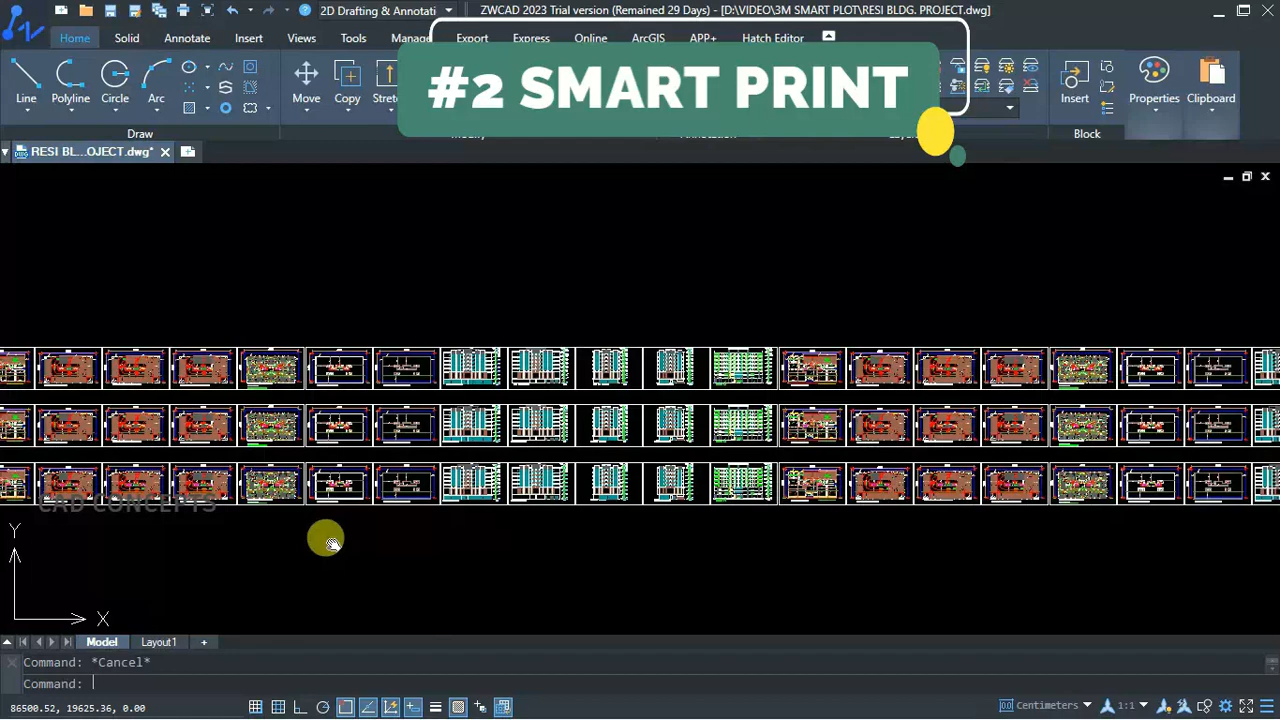 2D Drafting & Annotati
ZWCAD 2023 Trial version (Remained 29 Days) - [D:\VIDEO\3M SMART PLOT\RESI BLDG. PROJECT.dwg]
Home
Solid
Annotate
Insert
Views
Tools
Manag
Export
Express
Online
ArcGIS
APP+
Hatch Editor
#2 SMART PRINT
Line
Polyline
Circle
Arc
Move
Copy
Stretc
Insert
Properties
Clipboard
Draw
Block
RESI BL...OJECT.dwg*
CAD CONCEPTS
Y
X
Model
Layout1
+
Command: *Cancel*
Command:
86500.52, 19625.36, 0.00
Centimeters
1:1